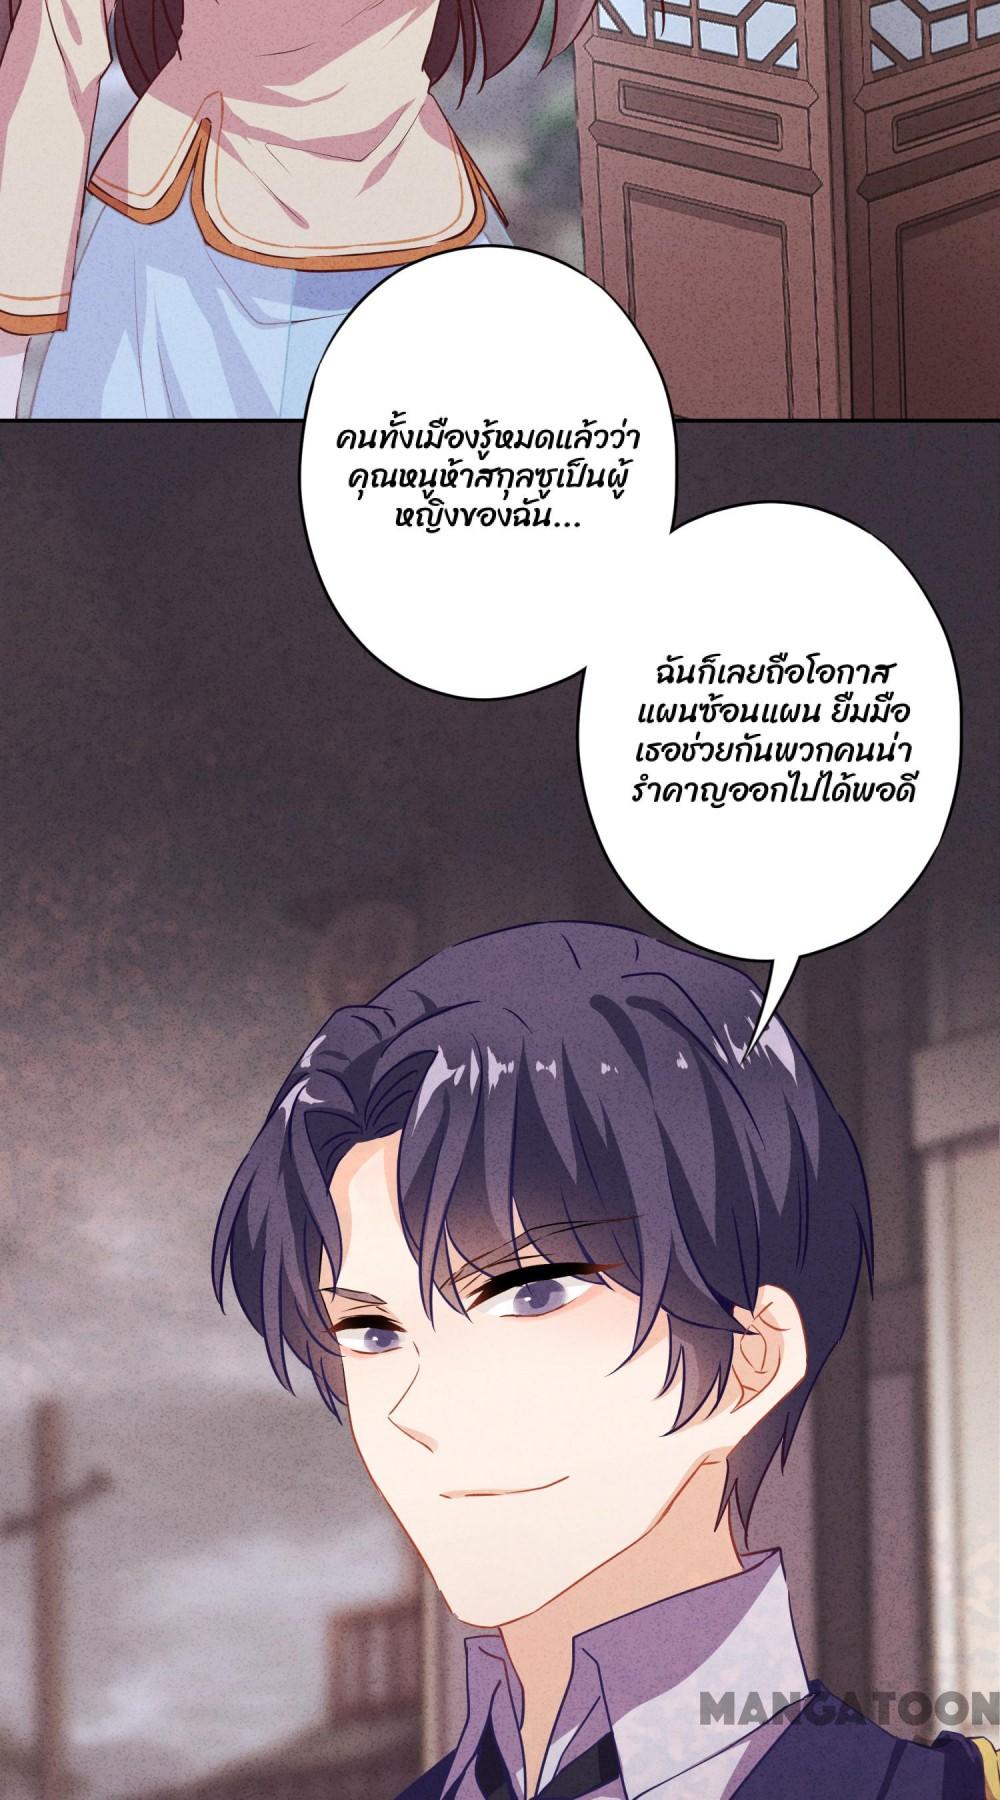 คนทั้งเมืองรู้หมดแล้วว่า
คุณหนูห้าสกุลซูเป็นผู้
หญิงของฉัน...
ฉันก็เลยถือโอกาส
แผนซ้อนแผน ยืมมือ
เธอช่วยกันพวกคนน่า
รำคาญออกไปได้พอดี
MANGATOON